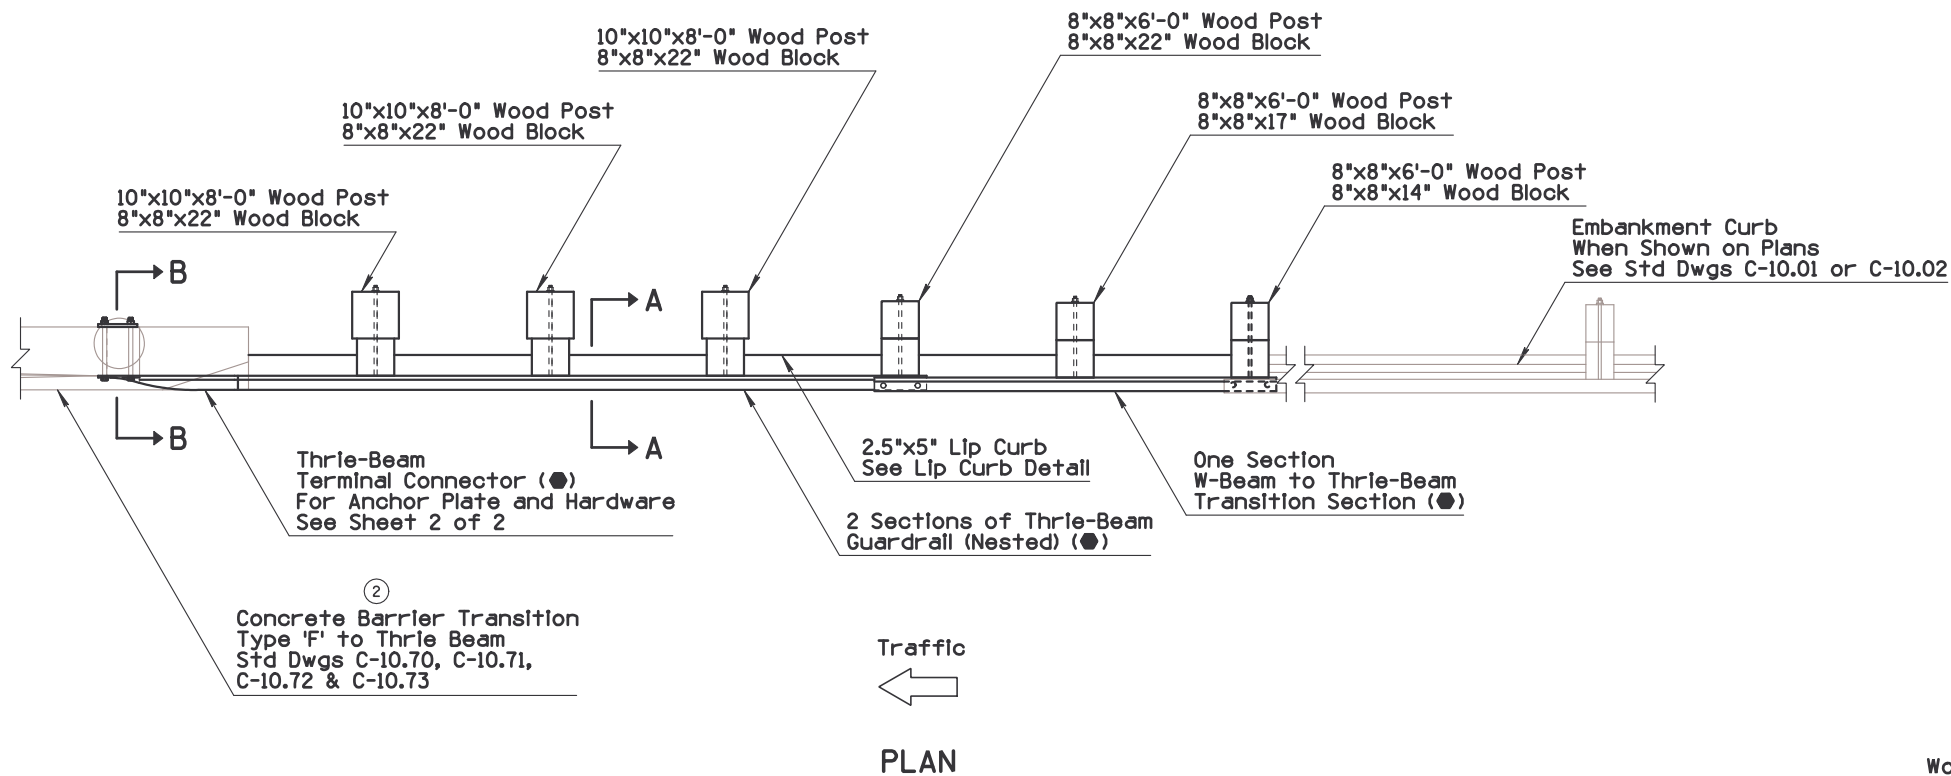 8"x8"x6'-0" Wood Post
8"x8"x22" Wood Block
10"x10"x8'-0" Wood Post
8"x8"x22" Wood Block
8"x8"x6'-0" Wood Post
8"x8"x17" Wood Block
10"x10"x8'-0" Wood Post
8"x8"x22" Wood Block
8"x8"x6'-0" Wood Post
8"x8"x14" Wood Block
10"x10"x8'-0" Wood Post
8"x8"x22" Wood Block
Embankment Curb
When Shown on Plans
See Std Dwgs C-10.01 or C-10.02
B
A
B
A
Thrie-Beam
Terminal Connector (⬣)
For Anchor Plate and Hardware
See Sheet 2 of 2
2.5"x5" Lip Curb
See Lip Curb Detail
One Section
W-Beam to Thrie-Beam
Transition Section (⬣)
2 Sections of Thrie-Beam
Guardrail (Nested) (⬣)
2
Concrete Barrier Transition
Type 'F' to Thrie Beam
Std Dwgs C-10.70, C-10.71,
C-10.72 & C-10.73
Traffic
PLAN